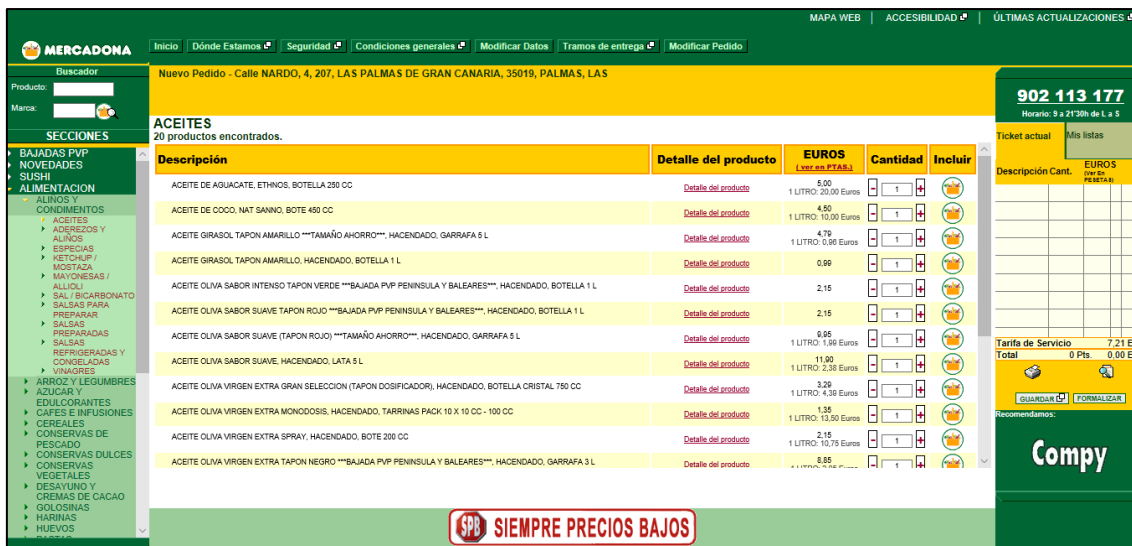 MAPA WEB | ACCESIBILIDAD | ÚLTIMAS ACTUALIZACIONES
MERCADONA
Inicio Dónde Estamos Seguridad Condiciones generales Modificar Datos Tramos de entrega Modificar Pedido
Buscador
Producto:
Marca:
SECCIONES
BAJADAS PVP
NOVEDADES
SUSHI
ALIMENTACION
ALIÑOS Y
CONDIMENTOS
ACEITES
ADEREZOS Y
ALIÑOS
ESPECIAS
KETCHUP /
MOSTAZA
MAYONESAS /
ALLIOLI
SAL / BICARBONATO
SALSAS PARA
PREPARAR
SALSAS
PREPARADAS
SALSAS
REFRIGERADAS Y
CONGELADAS
VINAGRES
ARROZ Y LEGUMBRES
AZUCAR Y
EDULCORANTES
CAFES E INFUSIONES
CEREALES
CONSERVAS DE
PESCADO
CONSERVAS DULCES
CONSERVAS
VEGETALES
DESAYUNO Y
CREMAS DE CACAO
GOLOSINAS
HARINAS
HUEVOS
Nuevo Pedido - Calle NARDO, 4, 207, LAS PALMAS DE GRAN CANARIA, 35019, PALMAS, LAS
ACEITES
20 productos encontrados.
Descripción Detalle del producto EUROS Cantidad Incluir
( ver en PTAS.)
ACEITE DE AGUACATE, ETHNOS, BOTELLA 250 CC Detalle del producto 5,00 - 1 +
1 LITRO: 20,00 Euros
ACEITE DE COCO, NAT SANNO, BOTE 450 CC Detalle del producto 4,50 - 1 +
1 LITRO: 10,00 Euros
ACEITE GIRASOL TAPON AMARILLO ***TAMAÑO AHORRO***, HACENDADO, GARRAFA 5 L Detalle del producto 4,79 - 1 +
1 LITRO: 0,96 Euros
ACEITE GIRASOL TAPON AMARILLO, HACENDADO, BOTELLA 1 L Detalle del producto 0,99 - 1 +
ACEITE OLIVA SABOR INTENSO TAPON VERDE ***BAJADA PVP PENINSULA Y BALEARES***, HACENDADO, BOTELLA 1 L Detalle del producto 2,15 - 1 +
ACEITE OLIVA SABOR SUAVE TAPON ROJO ***BAJADA PVP PENINSULA Y BALEARES***, HACENDADO, BOTELLA 1 L Detalle del producto 2,15 - 1 +
ACEITE OLIVA SABOR SUAVE (TAPON ROJO) ***TAMAÑO AHORRO***, HACENDADO, GARRAFA 5 L Detalle del producto 9,95 - 1 +
1 LITRO: 1,99 Euros
ACEITE OLIVA SABOR SUAVE, HACENDADO, LATA 5 L Detalle del producto 11,90 - 1 +
1 LITRO: 2,38 Euros
ACEITE OLIVA VIRGEN EXTRA GRAN SELECCION (TAPON DOSIFICADOR), HACENDADO, BOTELLA CRISTAL 750 CC Detalle del producto 3,29 - 1 +
1 LITRO: 4,39 Euros
ACEITE OLIVA VIRGEN EXTRA MONODOSIS, HACENDADO, TARRINAS PACK 10 X 10 CC - 100 CC Detalle del producto 1,35 - 1 +
1 LITRO: 13,50 Euros
ACEITE OLIVA VIRGEN EXTRA SPRAY, HACENDADO, BOTE 200 CC Detalle del producto 2,15 - 1 +
1 LITRO: 10,75 Euros
ACEITE OLIVA VIRGEN EXTRA TAPON NEGRO ***BAJADA PVP PENINSULA Y BALEARES***, HACENDADO, GARRAFA 3 L Detalle del producto 8,85 - 1 +
SPB SIEMPRE PRECIOS BAJOS
902 113 177
Horario: 9 a 21'30h de L a S
Ticket actual Mis listas
Descripción Cant. EUROS
(Ver En
PESETAS)
Tarifa de Servicio 7,21 E
Total 0 Pts. 0,00 E
GUARDAR FORMALIZAR
Recomendamos:
Compy